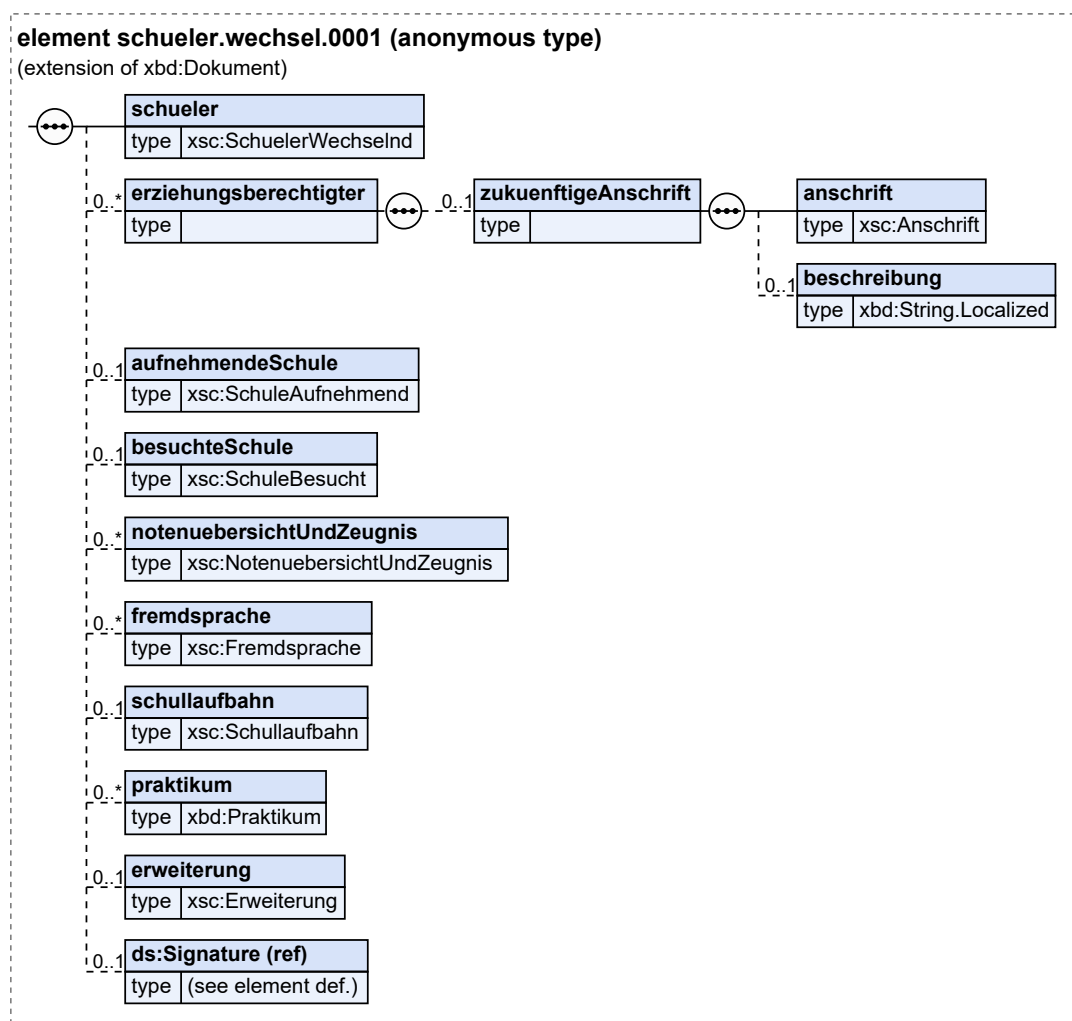 element schueler.wechsel.0001 (anonymous type)
(extension of xbd:Dokument)
schueler
type xsc:SchuelerWechselnd
0..* erziehungsberechtigter
type
0..1 zukuenftigeAnschrift
type
anschrift
type xsc:Anschrift
0..1 beschreibung
type xbd:String.Localized
0..1 aufnehmendeSchule
type xsc:SchuleAufnehmend
0..1 besuchteSchule
type xsc:SchuleBesucht
0..* notenuebersichtUndZeugnis
type xsc:NotenuebersichtUndZeugnis
0..* fremdsprache
type xsc:Fremdsprache
0..1 schullaufbahn
type xsc:Schullaufbahn
0..* praktikum
type xbd:Praktikum
0..1 erweiterung
type xsc:Erweiterung
0..1 ds:Signature (ref)
type (see element def.)